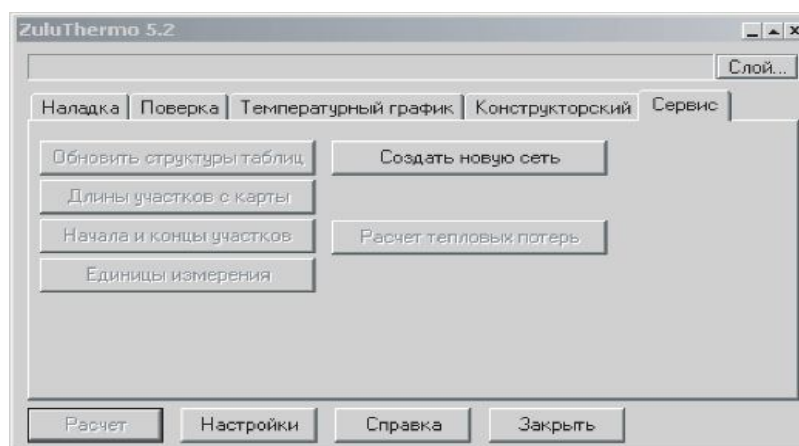 ZuluThermo 5.2
Слой...
Наладка Поверка Температурный график Конструкторский Сервис
Обновить структуры таблиц Создать новую сеть
Длины участков с карты
Начала и концы участков Расчет тепловых потерь
Единицы измерения
Расчет Настройки Справка Закрыть